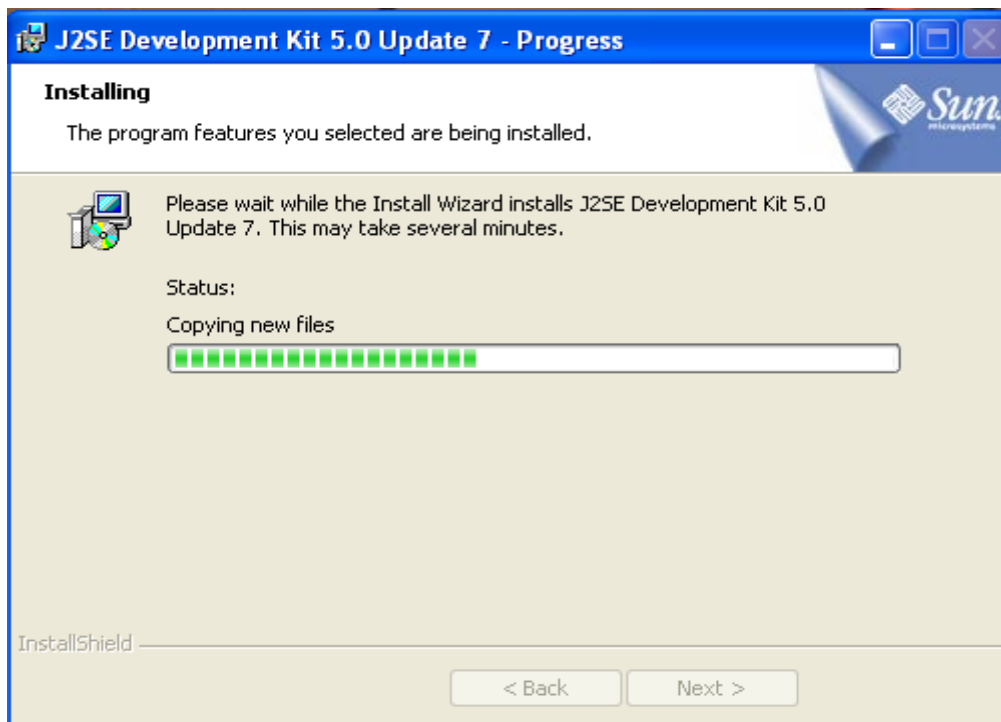 J2SE Development Kit 5.0 Update 7 - Progress
Installing
The program features you selected are being installed.
Sun
microsystems
Please wait while the Install Wizard installs J2SE Development Kit 5.0
Update 7. This may take several minutes.
Status:
Copying new files
InstallShield
< Back
Next >